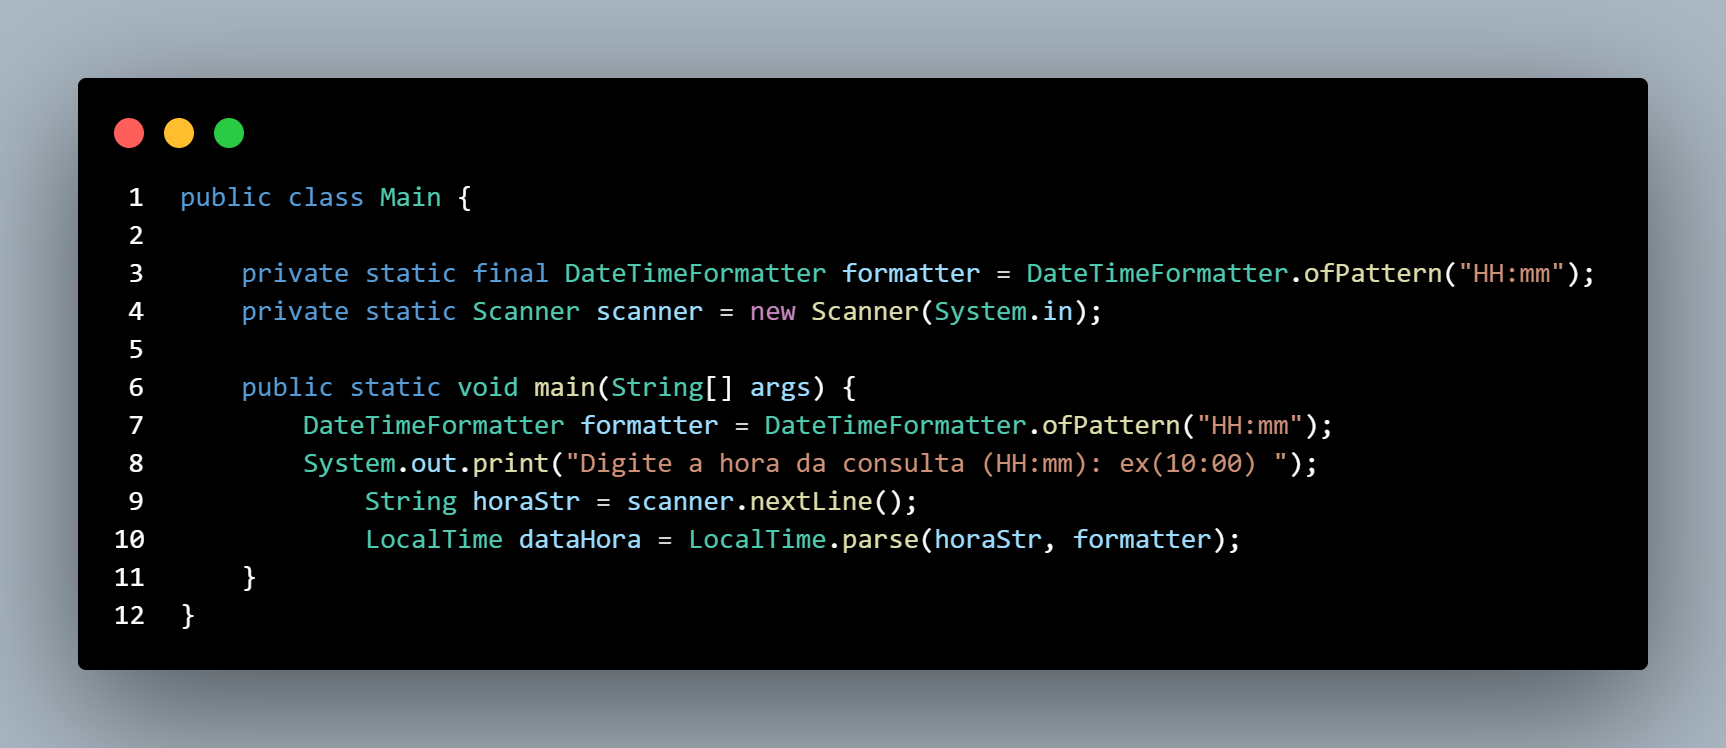 1 public class Main {
2
3     private static final DateTimeFormatter formatter = DateTimeFormatter.ofPattern("HH:mm");
4     private static Scanner scanner = new Scanner(System.in);
5
6     public static void main(String[] args) {
7         DateTimeFormatter formatter = DateTimeFormatter.ofPattern("HH:mm");
8         System.out.print("Digite a hora da consulta (HH:mm): ex(10:00) ");
9             String horaStr = scanner.nextLine();
10             LocalTime dataHora = LocalTime.parse(horaStr, formatter);
11     }
12 }